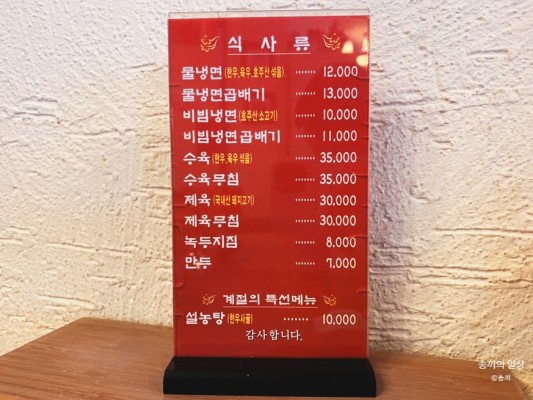 식 사 류
물냉면(한우,육우,호주산 섞음) ······· 12,000
물냉면곱배기 ······· 13,000
비빔냉면(호주산 소고기) ······· 10,000
비빔냉면곱배기 ······· 11,000
수육(한우,육우 섞음) ······· 35,000
수육무침 ······· 35,000
제육(국내산 돼지고기) ······· 30,000
제육무침 ······· 30,000
녹두지짐 ······· 8,000
만두 ······· 7,000
계절의 특선메뉴
설농탕(한우사골) ······· 10,000
감사합니다.
송끼의 일상
©송끼